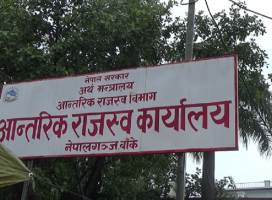 नेपाल सरकार
अर्थ मन्त्रालय
आन्तरिक राजस्व विभाग
आन्तरिक राजस्व कार्यालय
नेपालगञ्ज बाँके